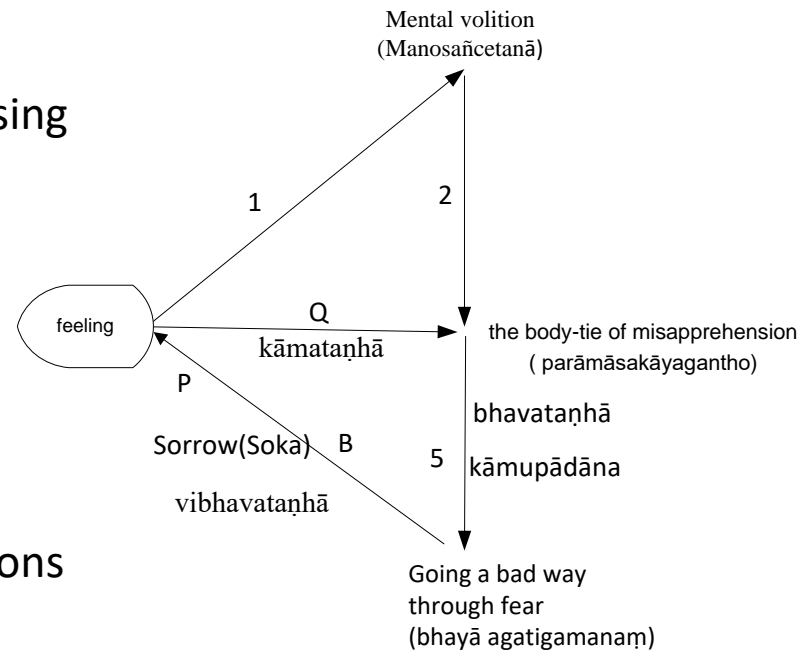 Mental volition
(Manosañcetanā)
sing
1
2
feeling
Q
kāmataṇhā
the body-tie of misapprehension
( parāmāsakāyagantho)
P
bhavataṇhā
Sorrow(Soka)
B
5
kāmupādāna
vibhavataṇhā
ons
Going a bad way
through fear
(bhayā agatigamanaṃ)